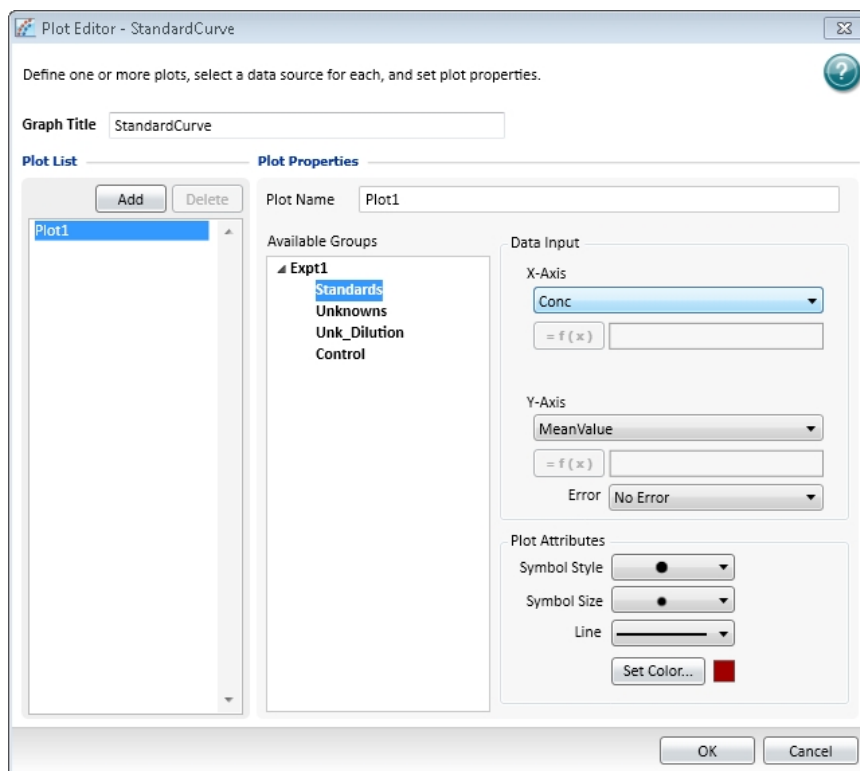 Plot Editor - StandardCurve
Define one or more plots, select a data source for each, and set plot properties.
?
Graph Title StandardCurve
Plot List
Plot Properties
Add Delete
Plot1
Plot Name Plot1
Available Groups
Expt1
Standards
Unknowns
Unk_Dilution
Control
Data Input
X-Axis
Conc
= f ( x )
Y-Axis
MeanValue
= f ( x )
Error No Error
Plot Attributes
Symbol Style
Symbol Size
Line
Set Color...
OK Cancel